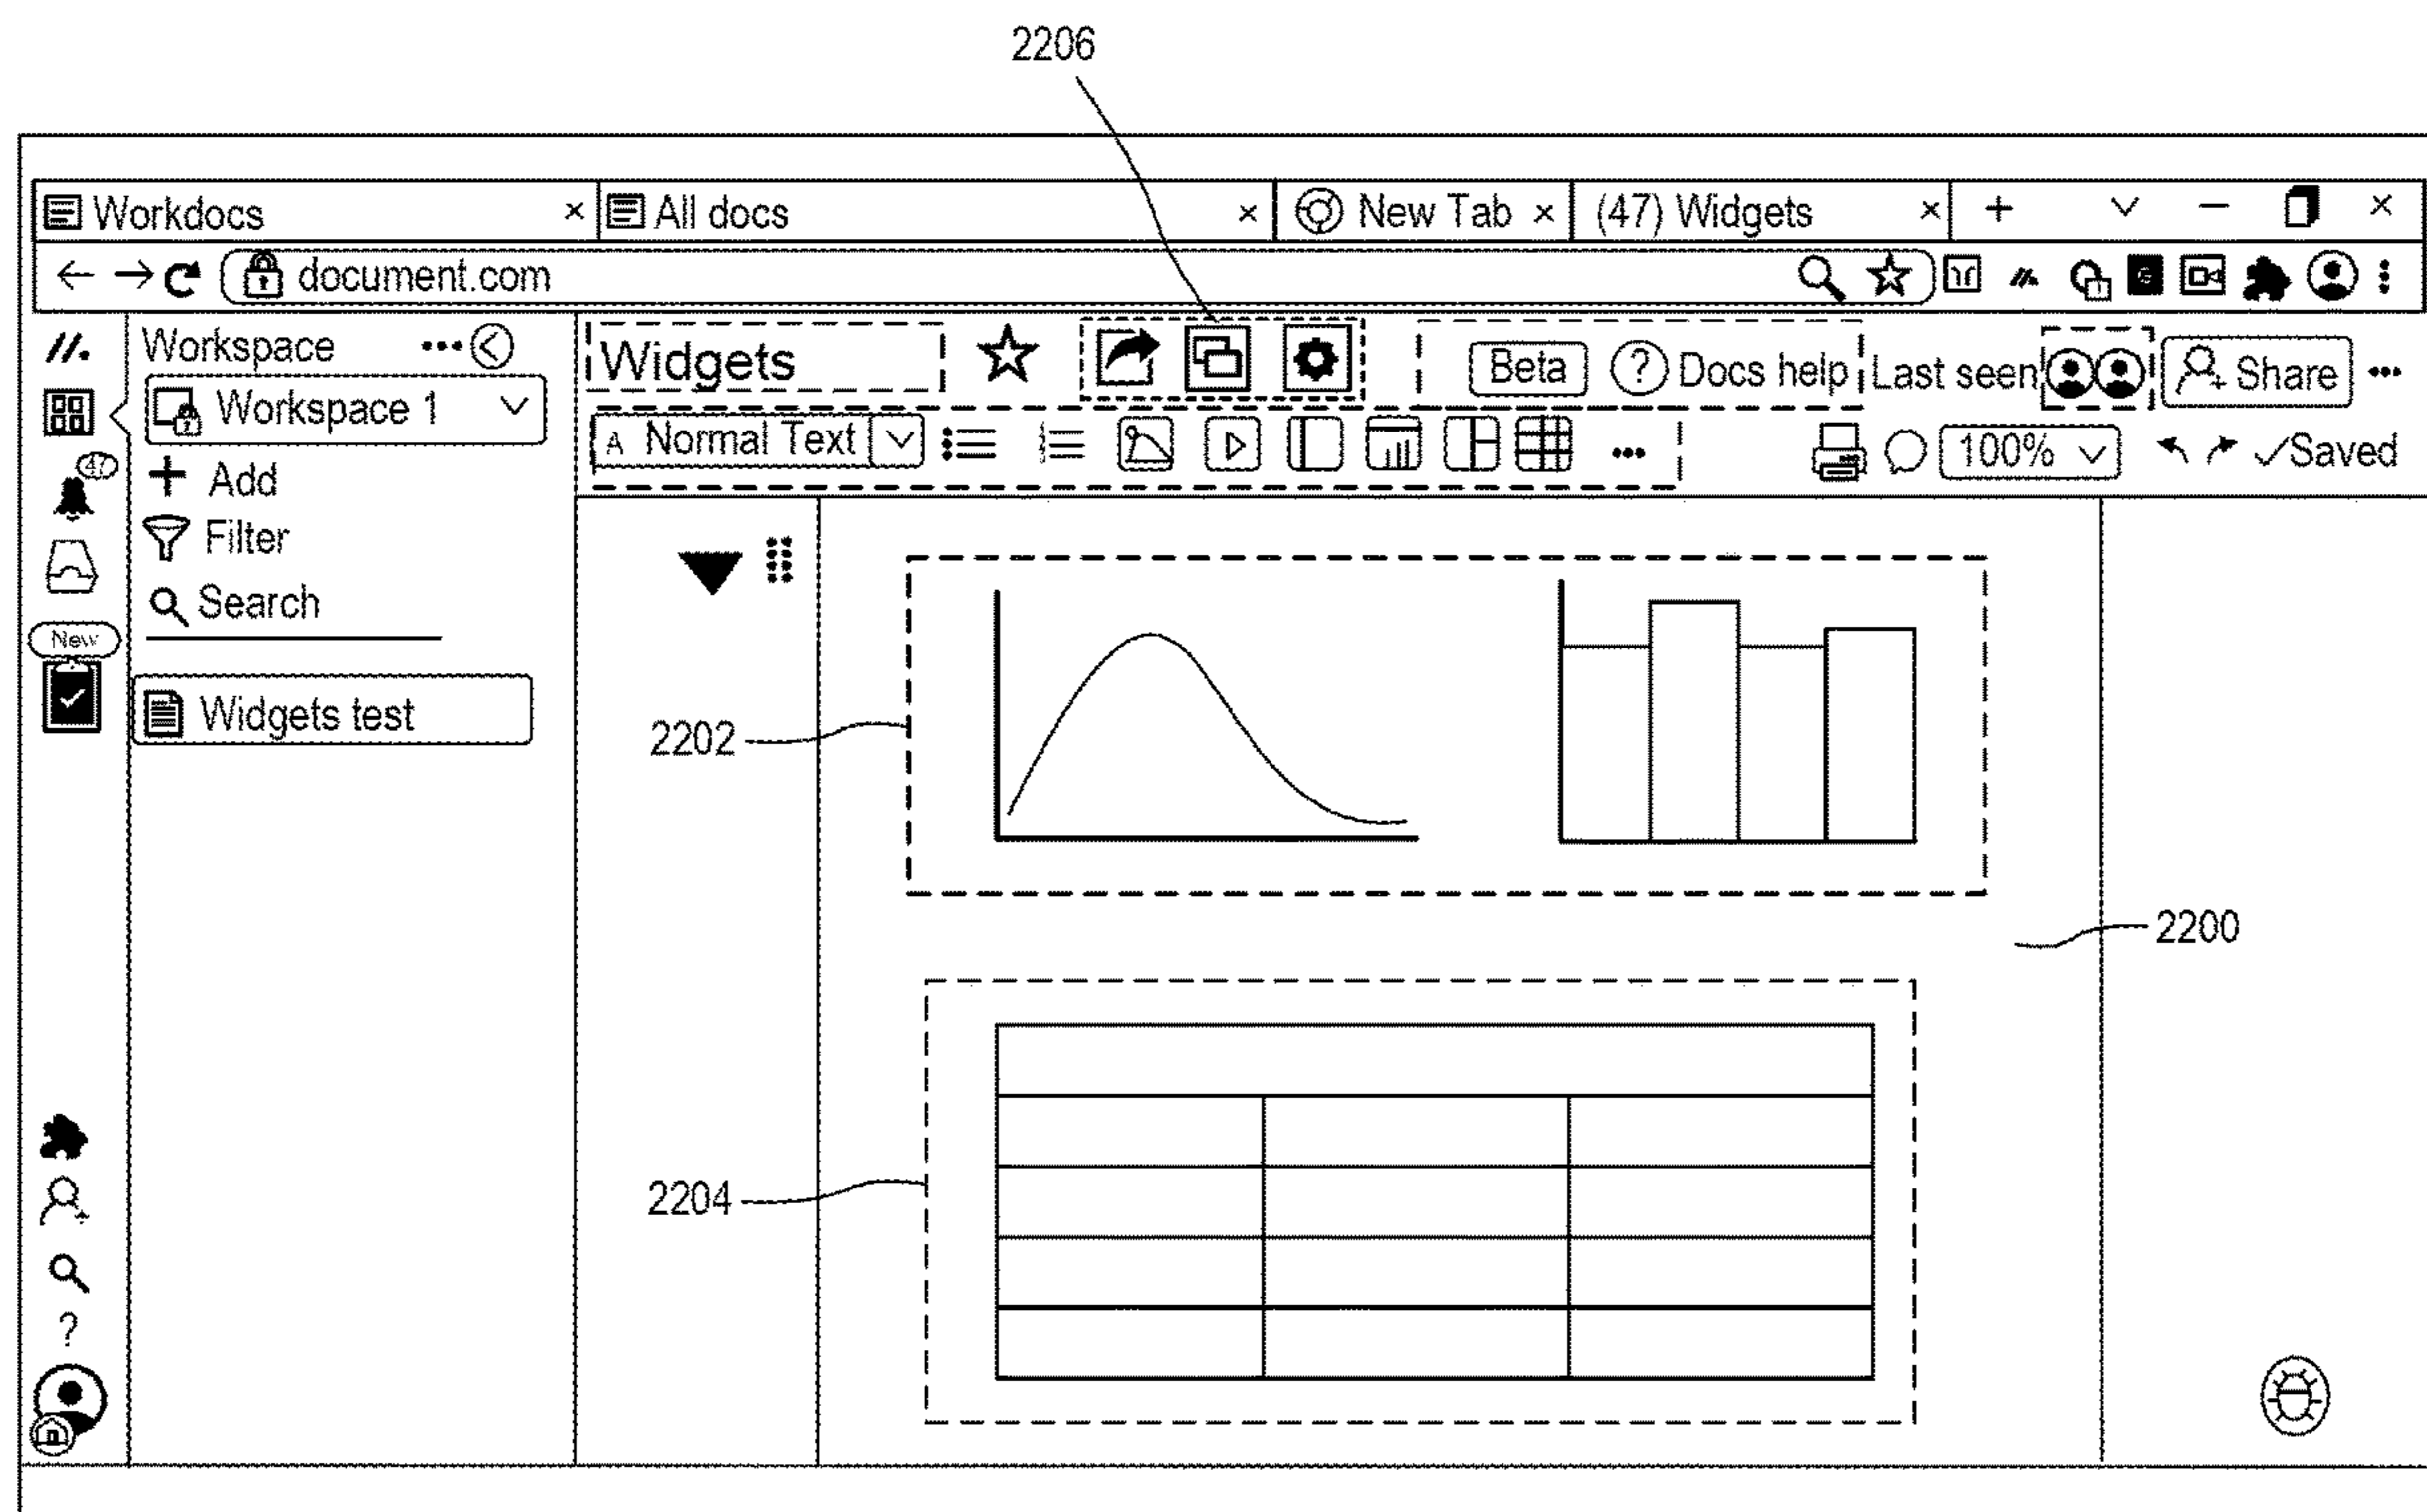 2206
Workdocs × All docs × New Tab × (47) Widgets × + ×
document.com
Workspace ••• Widgets Beta ? Docs help Last seen Share •••
Workspace 1
A Normal Text ••• 100% ✓Saved
47
+ Add
Filter
Search
New
Widgets test
2202
2200
2204
?